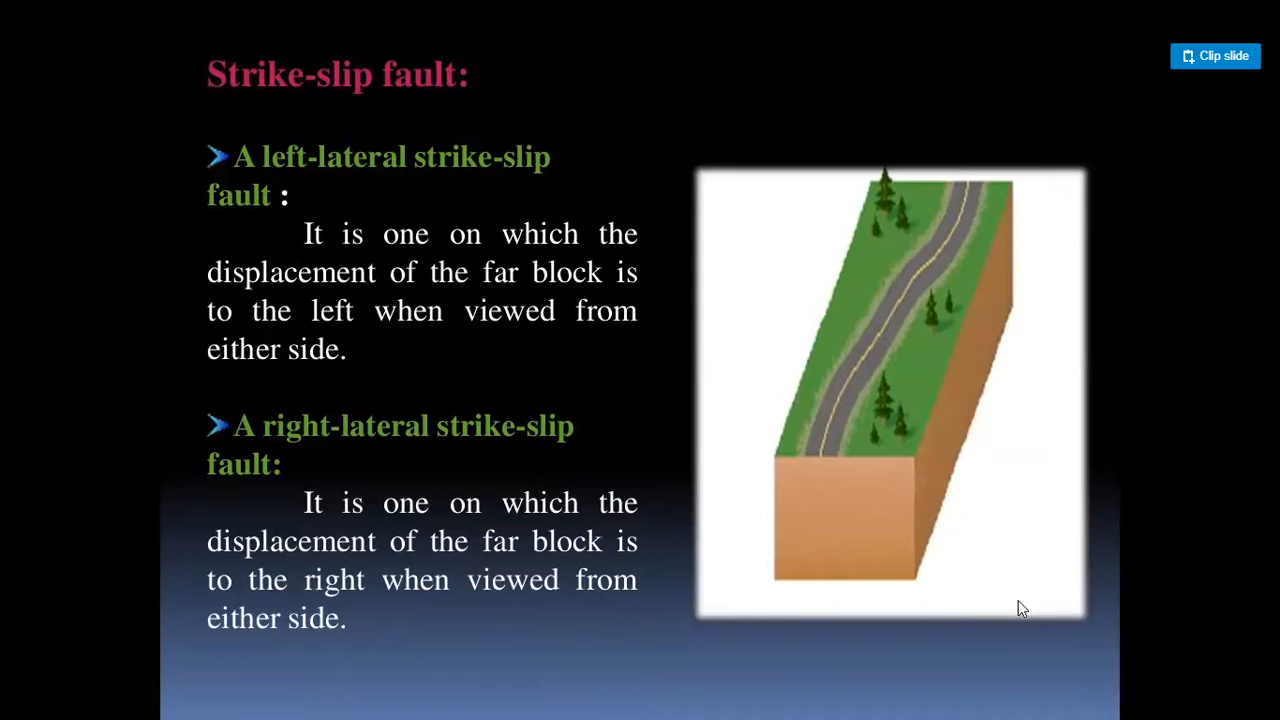 Clip slide
Strike-slip fault:
A left-lateral strike-slip
fault :
It is one on which the
displacement of the far block is
to the left when viewed from
either side.
A right-lateral strike-slip
fault:
It is one on which the
displacement of the far block is
to the right when viewed from
either side.